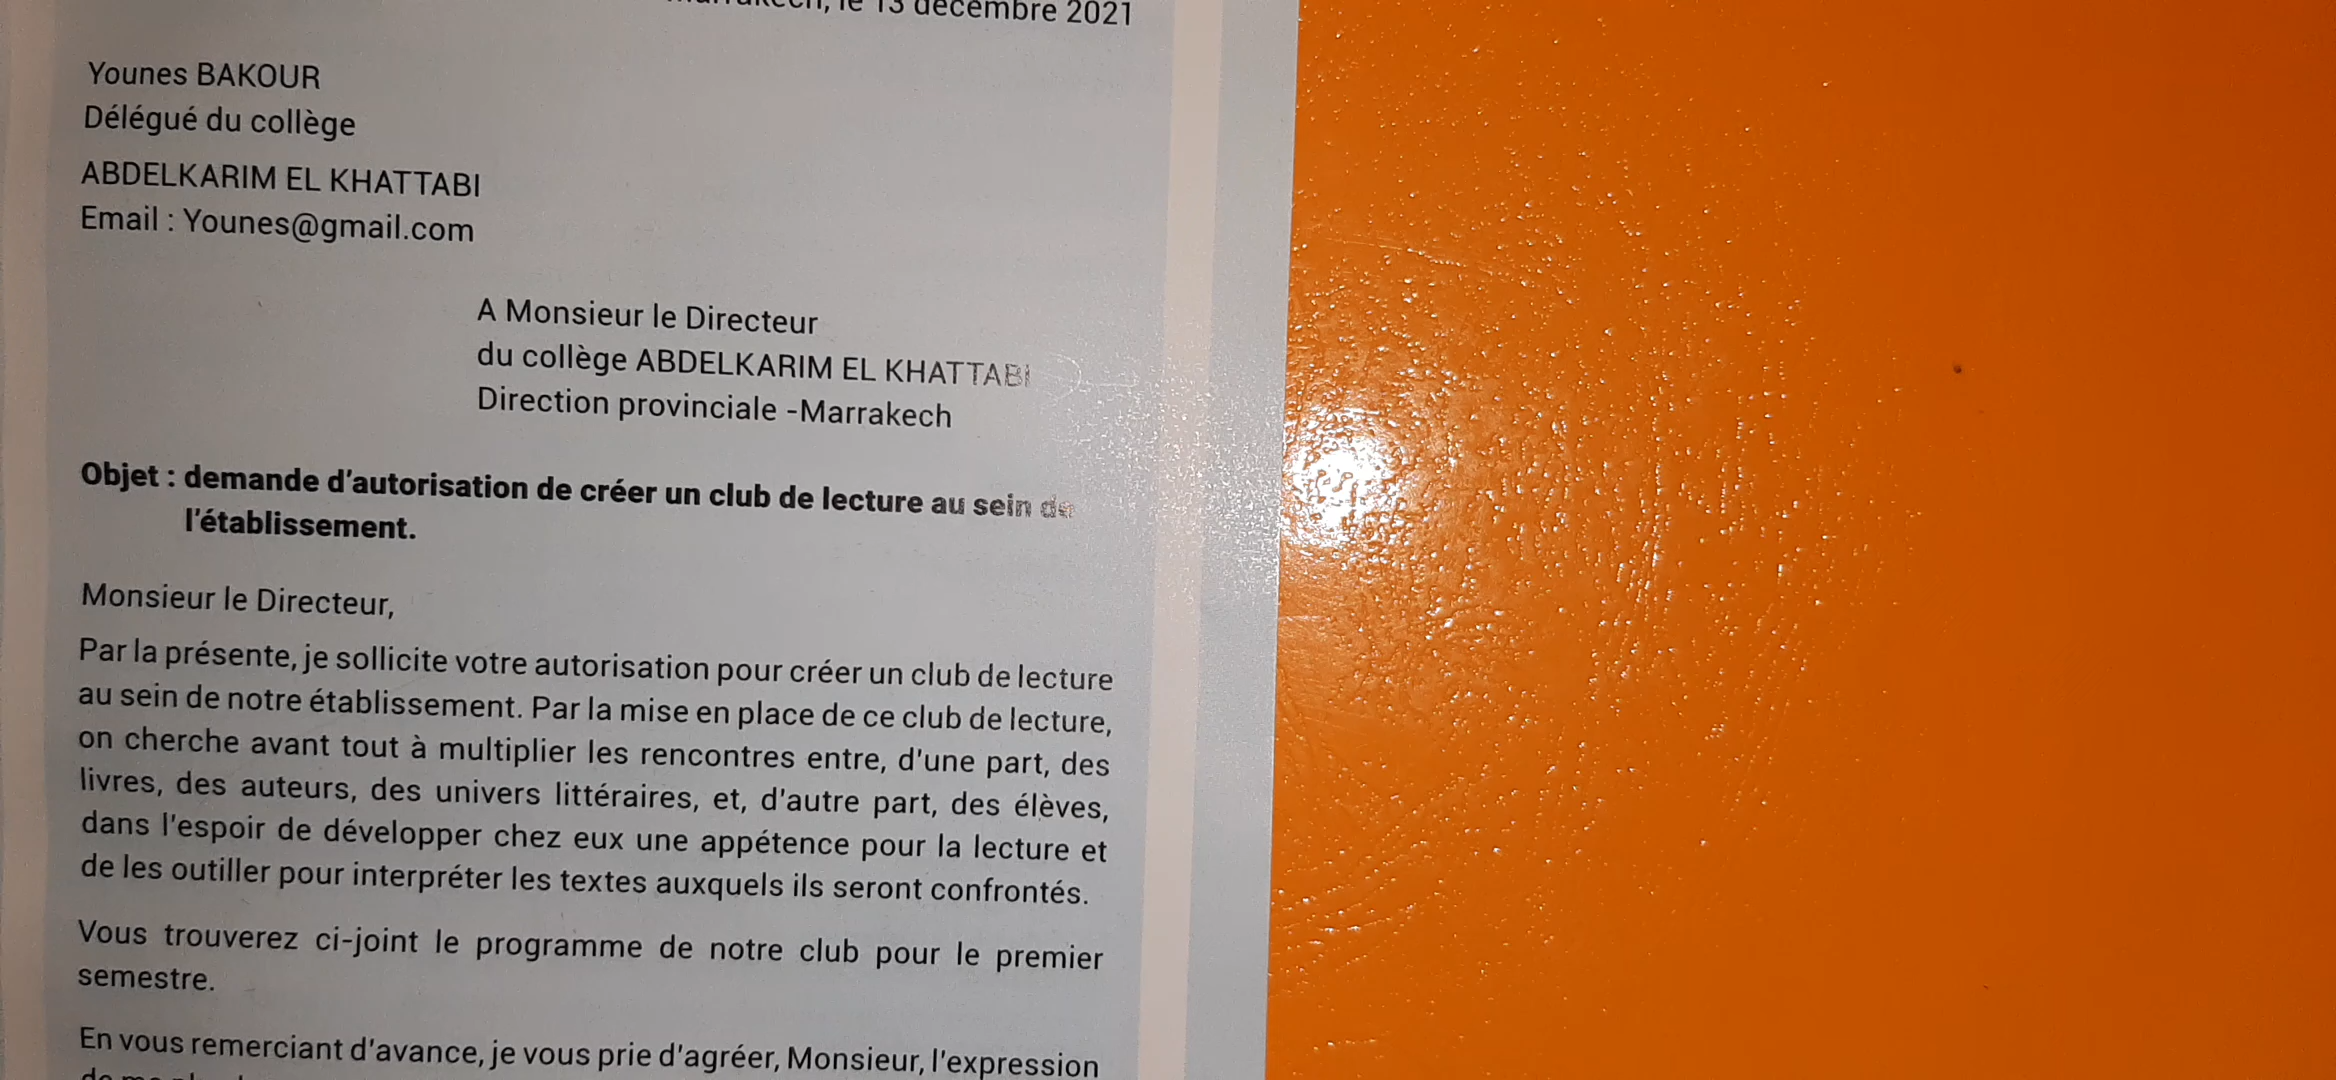 le 13 décembre 2021
Younes BAKOUR
Délégué du collège
ABDELKARIM EL KHATTABI
Email : Younes@gmail.com
A Monsieur le Directeur
du collège ABDELKARIM EL KHATTABI
Direction provinciale -Marrakech
Objet : demande d'autorisation de créer un club de lecture au sein de
l'établissement.
Monsieur le Directeur,
Par la présente, je sollicite votre autorisation pour créer un club de lecture
au sein de notre établissement. Par la mise en place de ce club de lecture,
on cherche avant tout à multiplier les rencontres entre, d'une part, des
livres, des auteurs, des univers littéraires, et, d'autre part, des élèves,
dans l'espoir de développer chez eux une appétence pour la lecture et
de les outiller pour interpréter les textes auxquels ils seront confrontés.
Vous trouverez ci-joint le programme de notre club pour le premier
semestre.
En vous remerciant d'avance, je vous prie d'agréer, Monsieur, l'expression